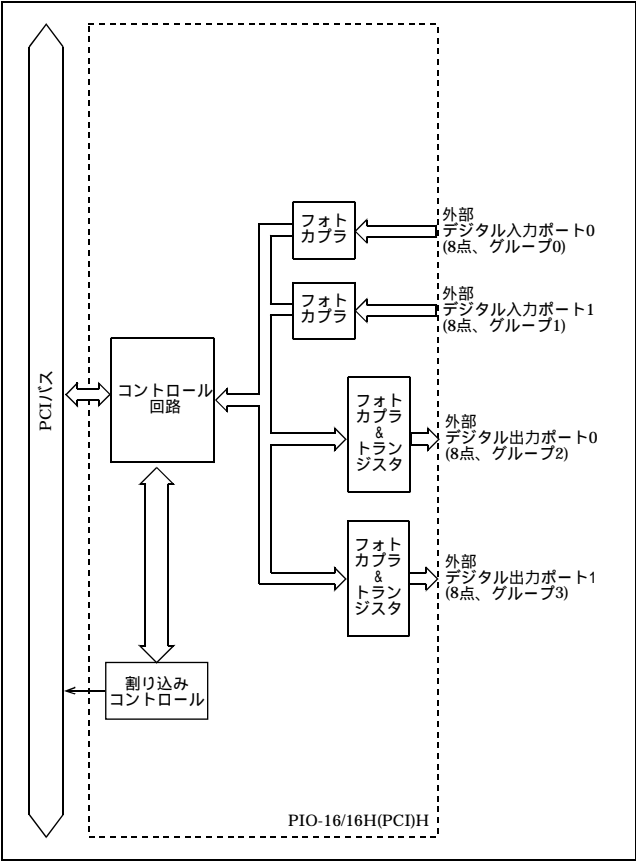 PCIバス
コントロール
回路
割り込み
コントロール
フォト
カプラ
外部
デジタル入力ポート0
(8点、グループ0)
フォト
カプラ
外部
デジタル入力ポート1
(8点、グループ1)
フォト
カプラ
&
トラン
ジスタ
外部
デジタル出力ポート0
(8点、グループ2)
フォト
カプラ
&
トラン
ジスタ
外部
デジタル出力ポート1
(8点、グループ3)
PIO-16/16H(PCI)H